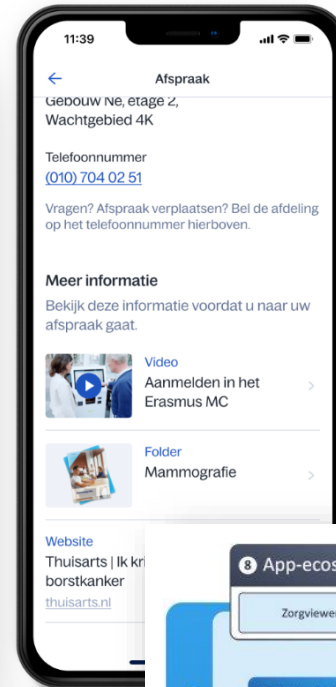 11:39
Afspraak
Gebouw Ne, etage 2,
Wachtgebied 4K
Telefoonnummer
(010) 704 02 51
Vragen? Afspraak verplaatsen? Bel de afdeling
op het telefoonnummer hierboven.
Meer informatie
Bekijk deze informatie voordat u naar uw
afspraak gaat.
Video
Aanmelden in het
Erasmus MC
Folder
Mammografie
Website
Thuisarts | Ik kri
borstkanker
thuisarts.nl
8 App-ecos
Zorgviewer